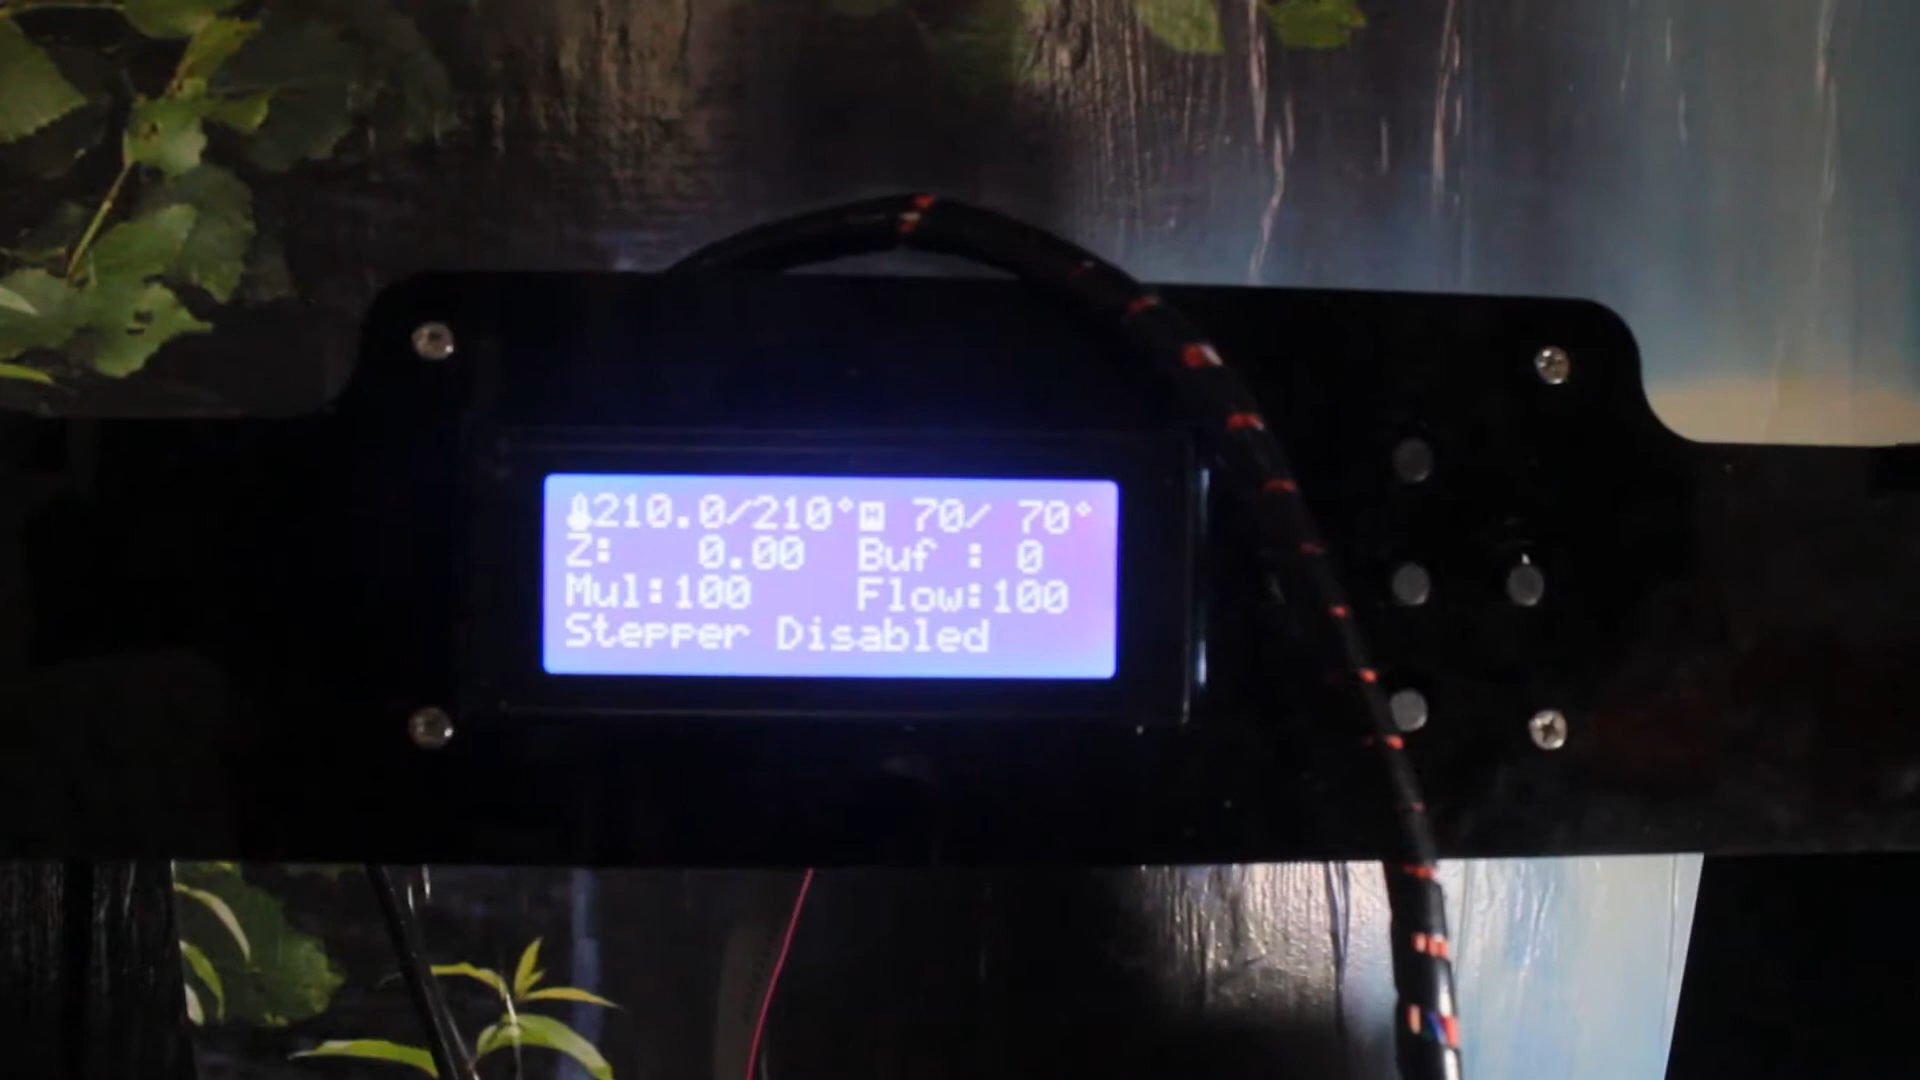 210.0/210° 70/ 70°
Z: 0.00 Buf : 0
Mul:100 Flow:100
Stepper Disabled